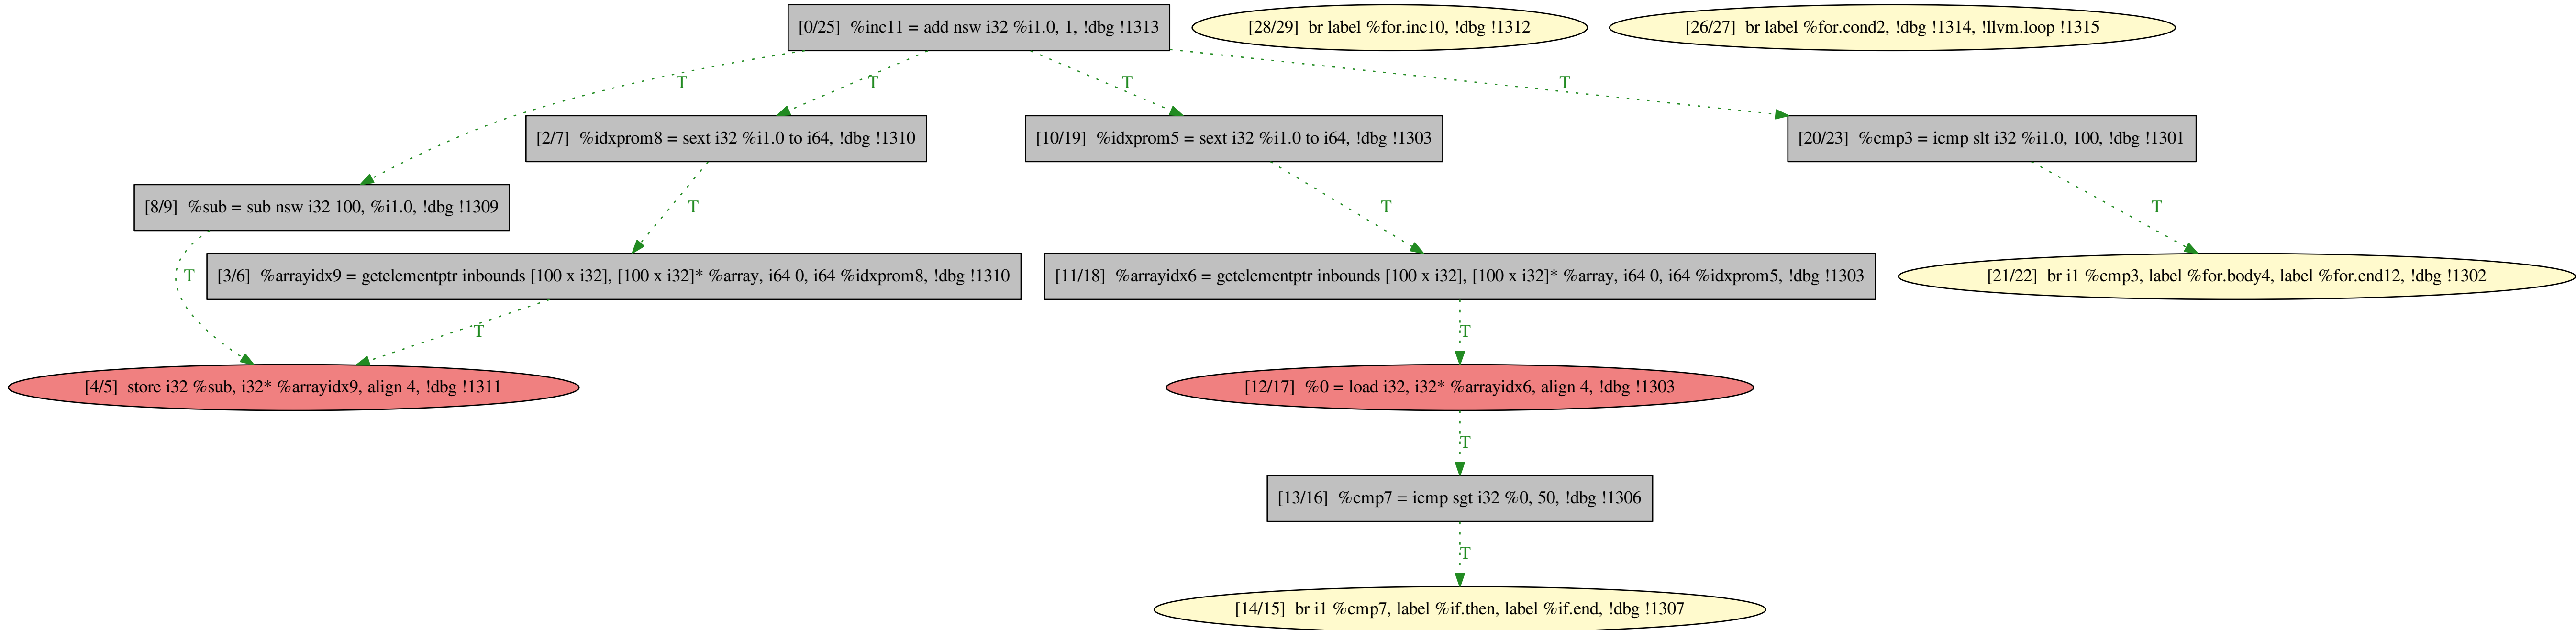 [0/25] %inc11 = add nsw i32 %i1.0, 1, !dbg !1313
[28/29] br label %for.inc10, !dbg !1312
[26/27] br label %for.cond2, !dbg !1314, !llvm.loop !1315
T
T
T
T
[2/7] %idxprom8 = sext i32 %i1.0 to i64, !dbg !1310
[10/19] %idxprom5 = sext i32 %i1.0 to i64, !dbg !1303
[20/23] %cmp3 = icmp slt i32 %i1.0, 100, !dbg !1301
[8/9] %sub = sub nsw i32 100, %i1.0, !dbg !1309
T
T
T
T
[3/6] %arrayidx9 = getelementptr inbounds [100 x i32], [100 x i32]* %array, i64 0, i64 %idxprom8, !dbg !1310
[11/18] %arrayidx6 = getelementptr inbounds [100 x i32], [100 x i32]* %array, i64 0, i64 %idxprom5, !dbg !1303
[21/22] br i1 %cmp3, label %for.body4, label %for.end12, !dbg !1302
T
T
[4/5] store i32 %sub, i32* %arrayidx9, align 4, !dbg !1311
[12/17] %0 = load i32, i32* %arrayidx6, align 4, !dbg !1303
T
[13/16] %cmp7 = icmp sgt i32 %0, 50, !dbg !1306
T
[14/15] br i1 %cmp7, label %if.then, label %if.end, !dbg !1307